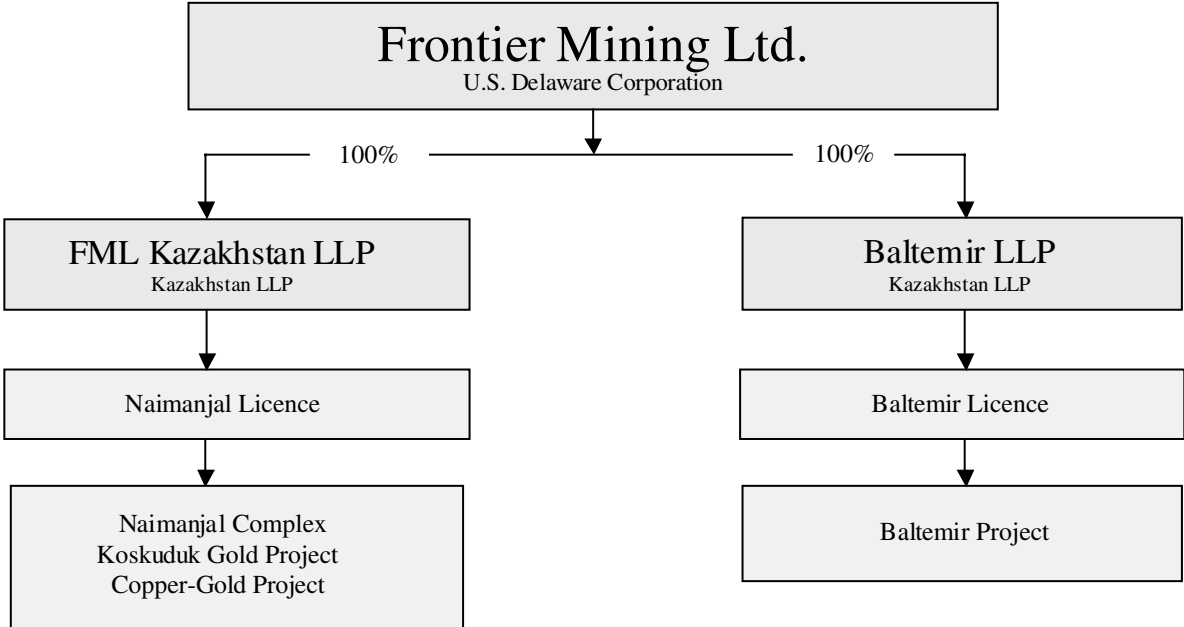 Frontier Mining Ltd.
U.S. Delaware Corporation
100%
100%
FML Kazakhstan LLP
Kazakhstan LLP
Baltemir LLP
Kazakhstan LLP
Naimanjal Licence
Baltemir Licence
Naimanjal Complex
Koskuduk Gold Project
Copper-Gold Project
Baltemir Project